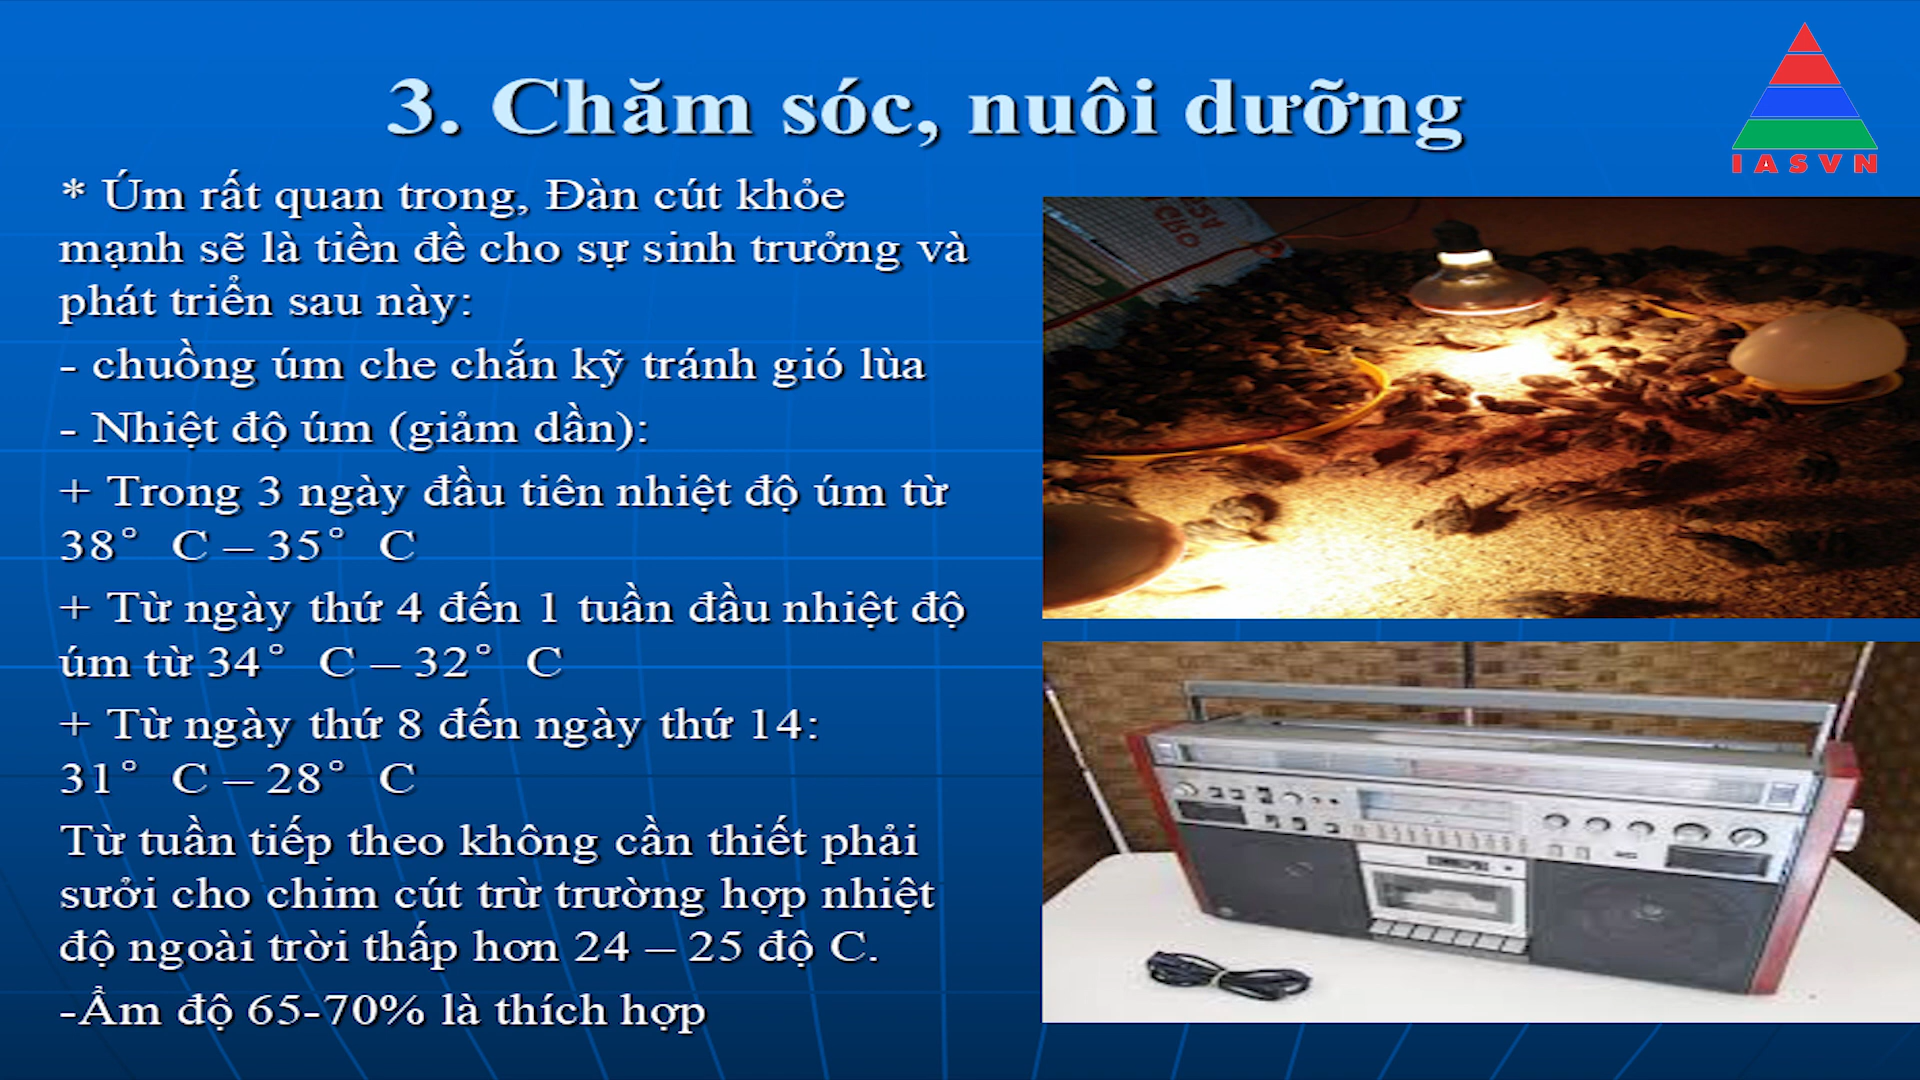 3. Chăm sóc, nuôi dưỡng
IASVN
* Úm rất quan trong, Đàn cút khỏe
mạnh sẽ là tiền đề cho sự sinh trưởng và
phát triển sau này:
- chuồng úm che chắn kỹ tránh gió lùa
- Nhiệt độ úm (giảm dần):
+ Trong 3 ngày đầu tiên nhiệt độ úm từ
38° C – 35° C
+ Từ ngày thứ 4 đến 1 tuần đầu nhiệt độ
úm từ 34° C – 32° C
+ Từ ngày thứ 8 đến ngày thứ 14:
31° C – 28° C
Từ tuần tiếp theo không cần thiết phải
sưởi cho chim cút trừ trường hợp nhiệt
độ ngoài trời thấp hơn 24 – 25 độ C.
-Ẩm độ 65-70% là thích hợp